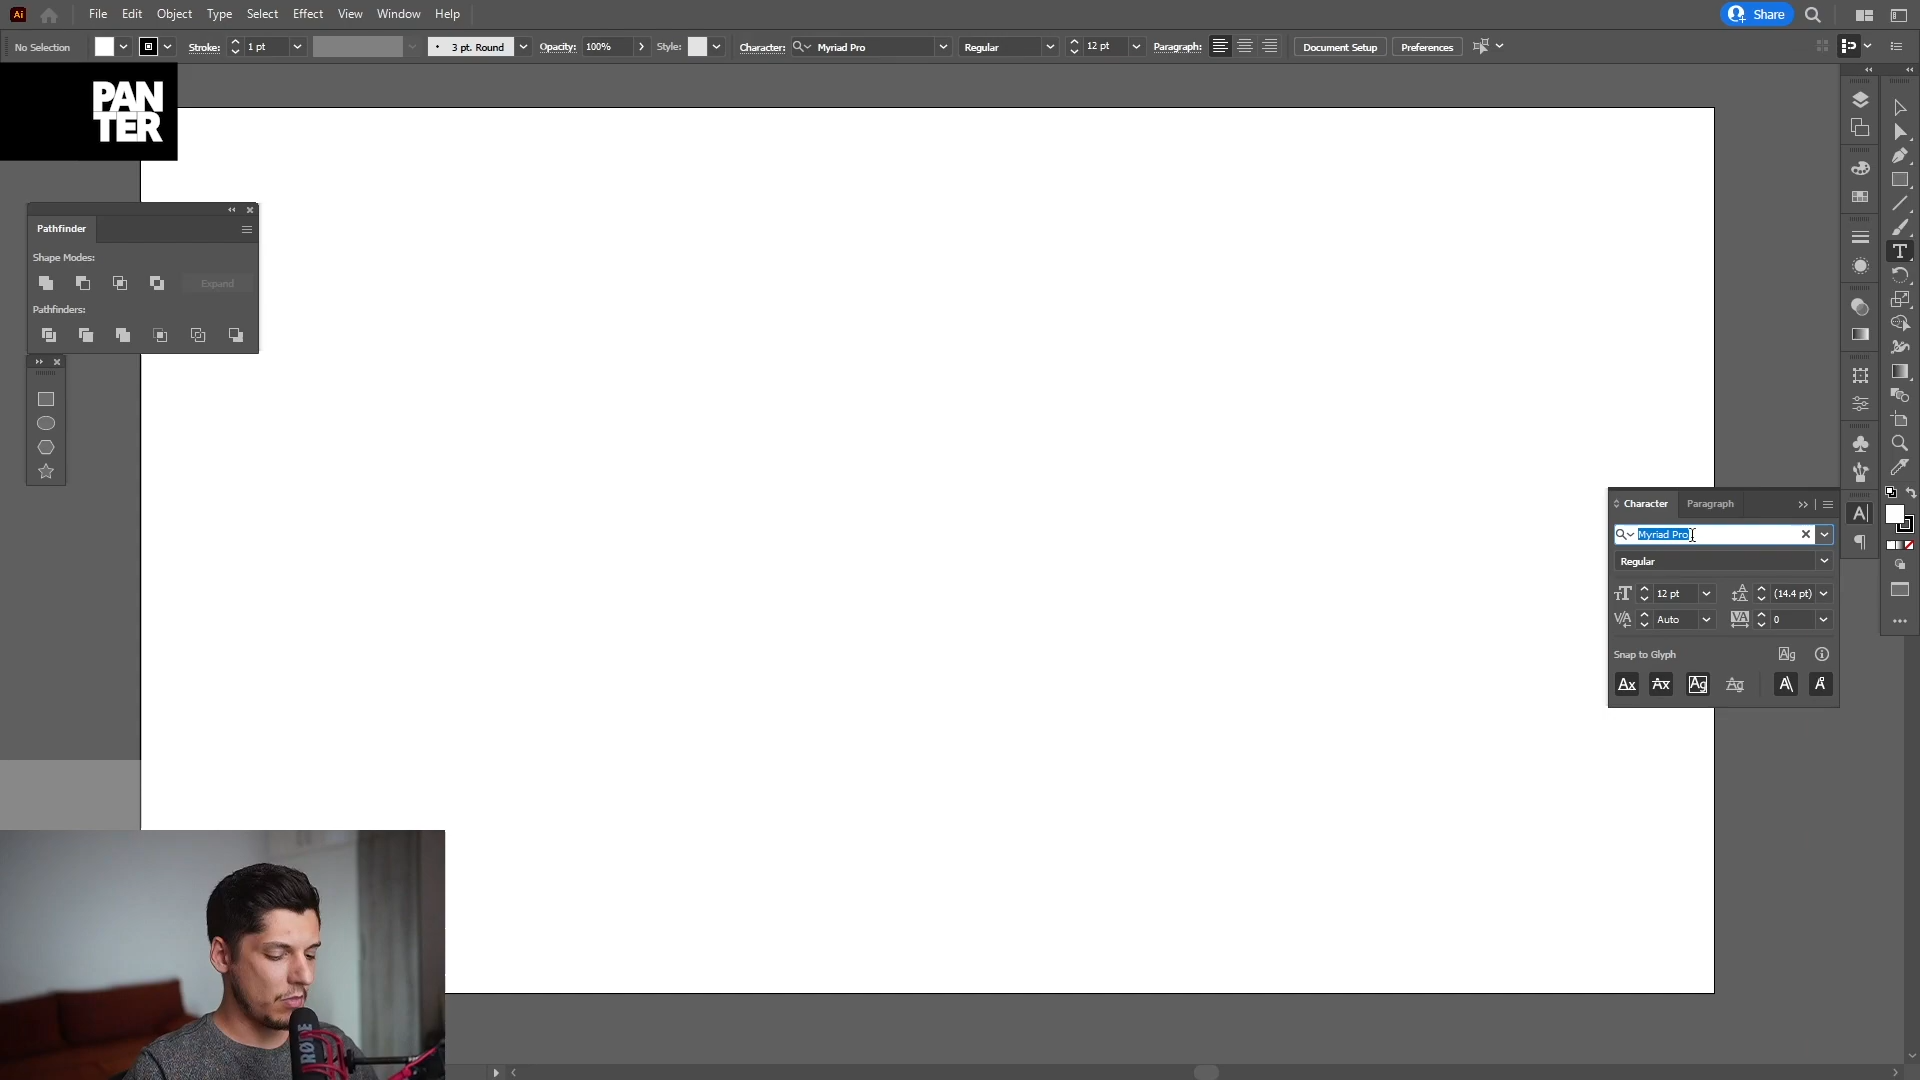 Ai
File Edit Object Type Select Effect View Window Help
Share
No Selection
Stroke: 1 pt
3 pt. Round
Opacity: 100%
Style:
Character: Myriad Pro
Regular
12 pt
Paragraph:
Document Setup
Preferences
PAN
TER
Pathfinder
Shape Modes:
Expand
Pathfinders:
Character Paragraph
Myriad Pro
Regular
12 pt (14.4 pt)
Auto 0
Snap to Glyph
RØDE